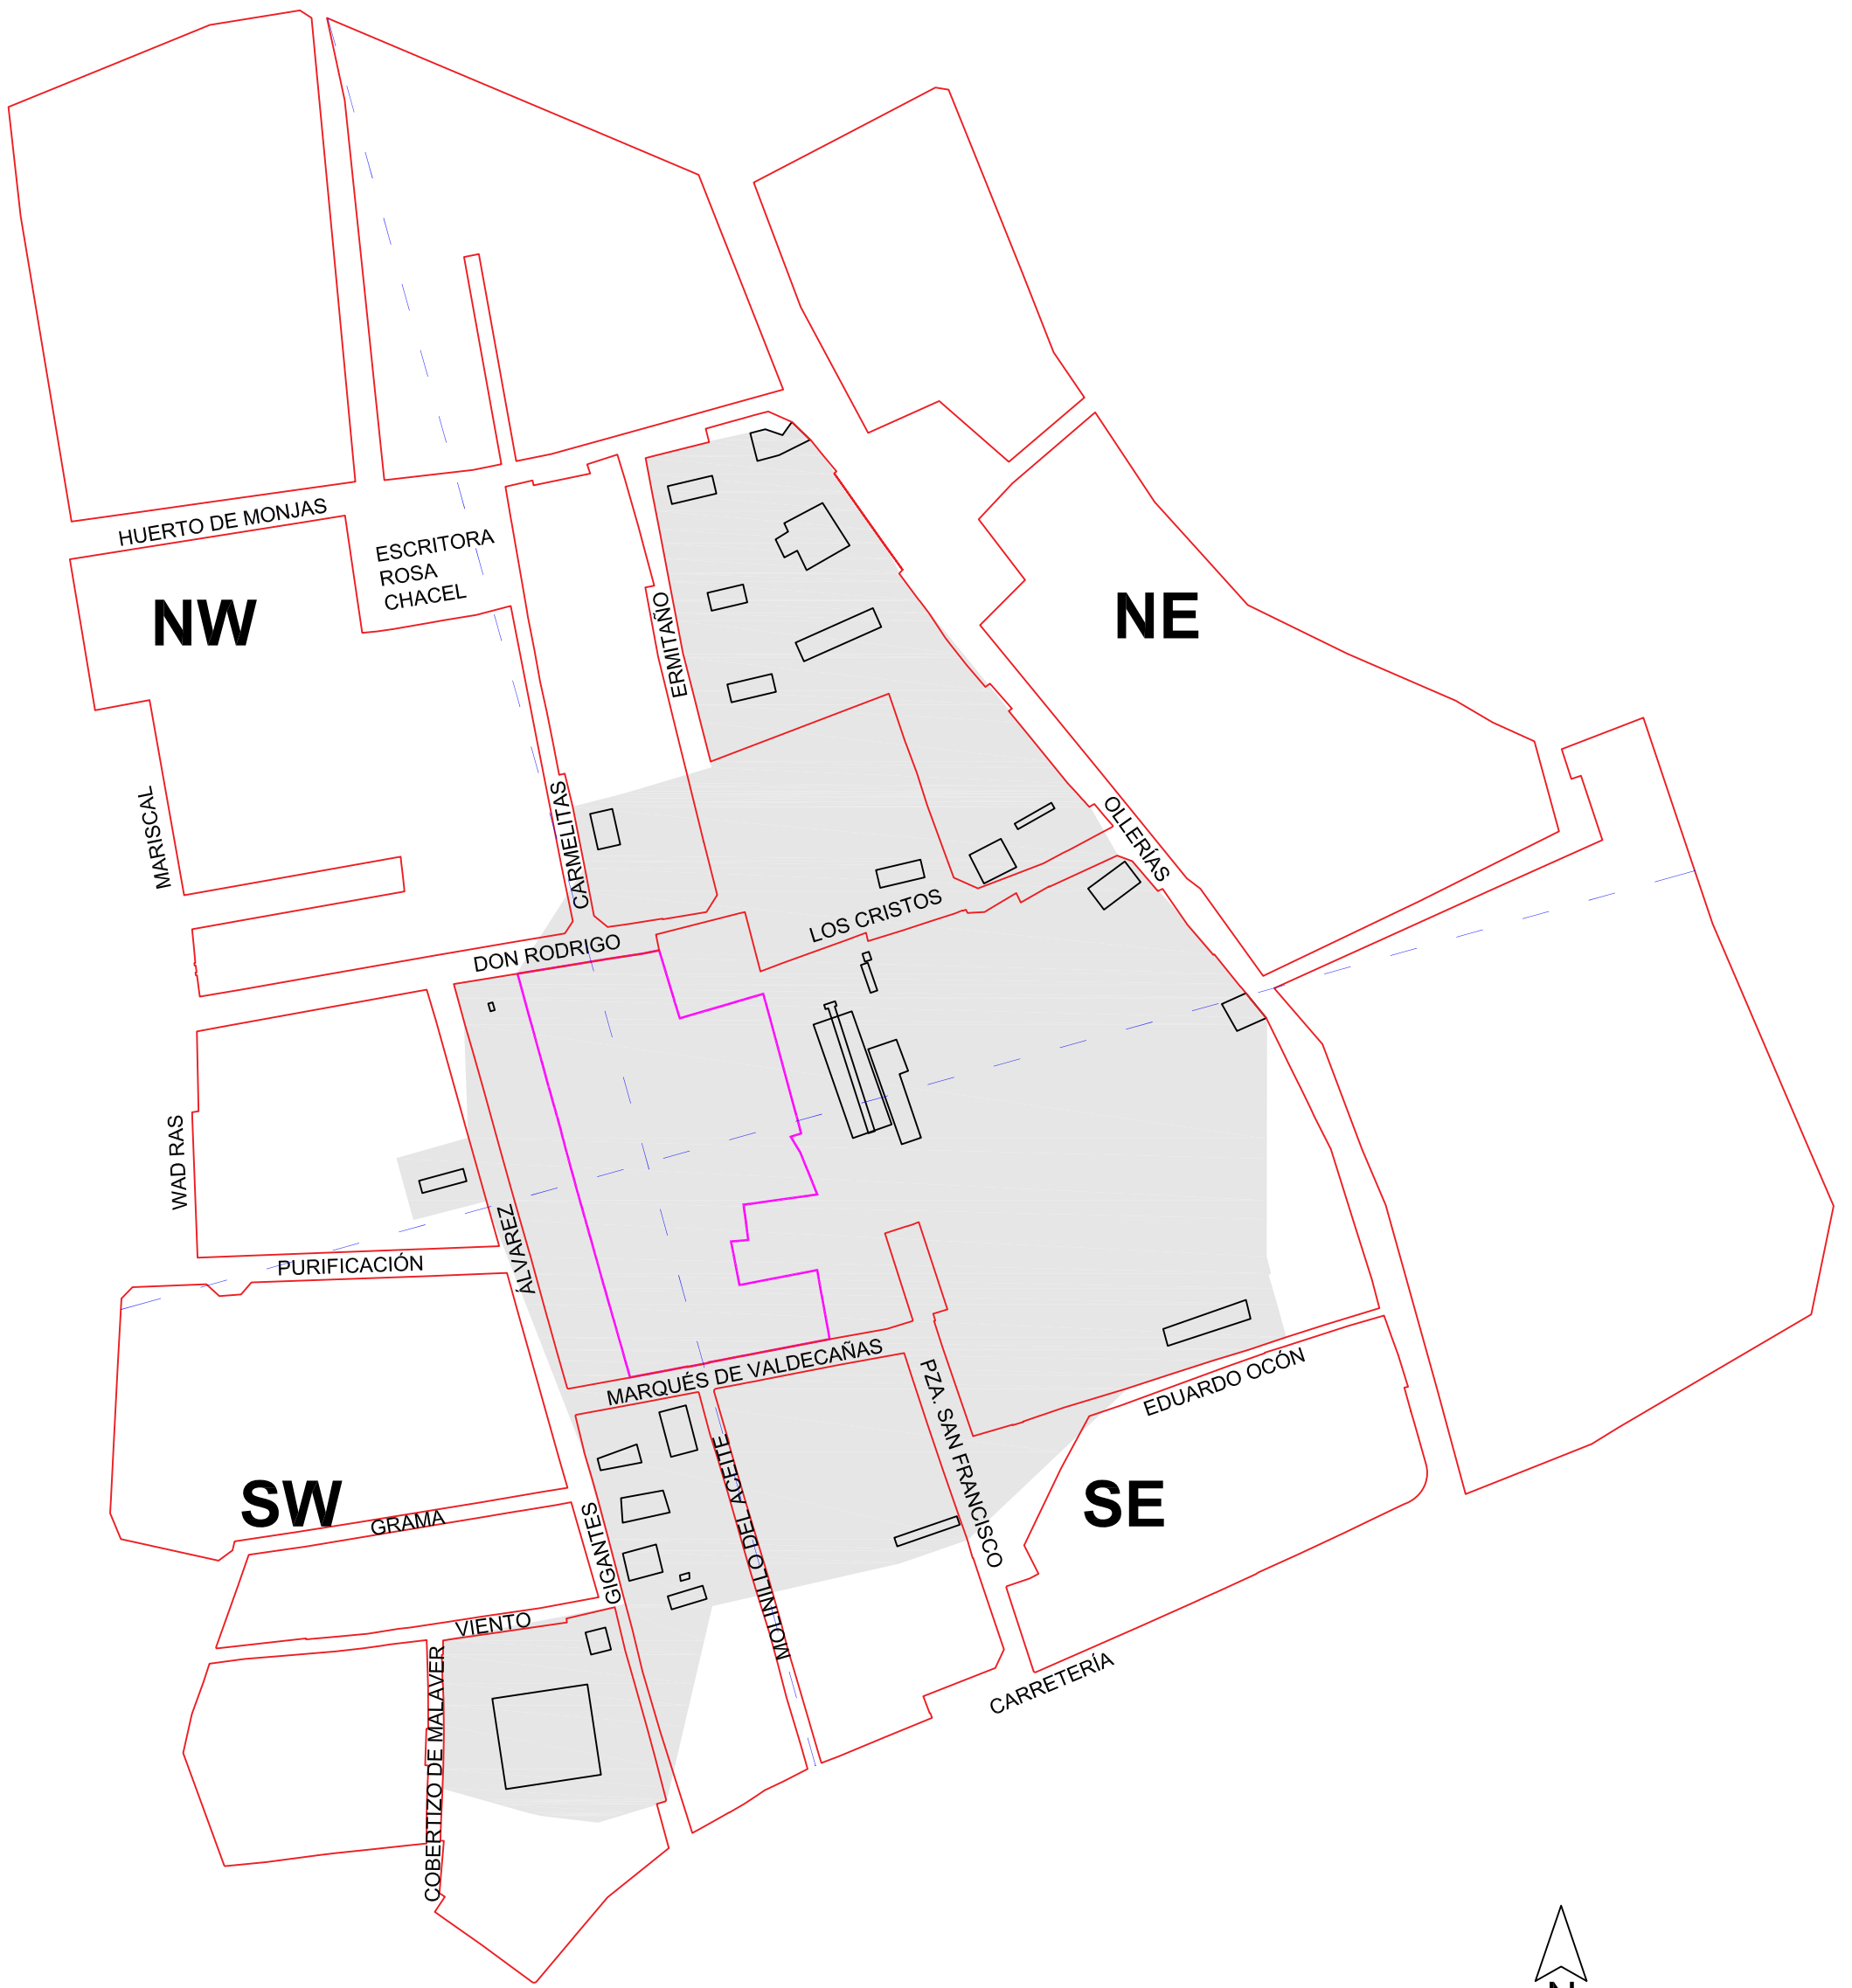 HUERTO DE MONJAS
ESCRITORA
ROSA
CHACEL
NW
NE
ERMITAÑO
MARISCAL
CARMELITAS
OLLERÍAS
LOS CRISTOS
DON RODRIGO
WAD RAS
ÁLVAREZ
PURIFICACIÓN
MARQUÉS DE VALDECAÑAS
PZA. SAN FRANCISCO
EDUARDO OCÓN
SW
SE
GRAMA
GIGANTES
MOLINILLO DEL ACEITE
VIENTO
COBERTIZO DE MALAVER
CARRETERÍA
N